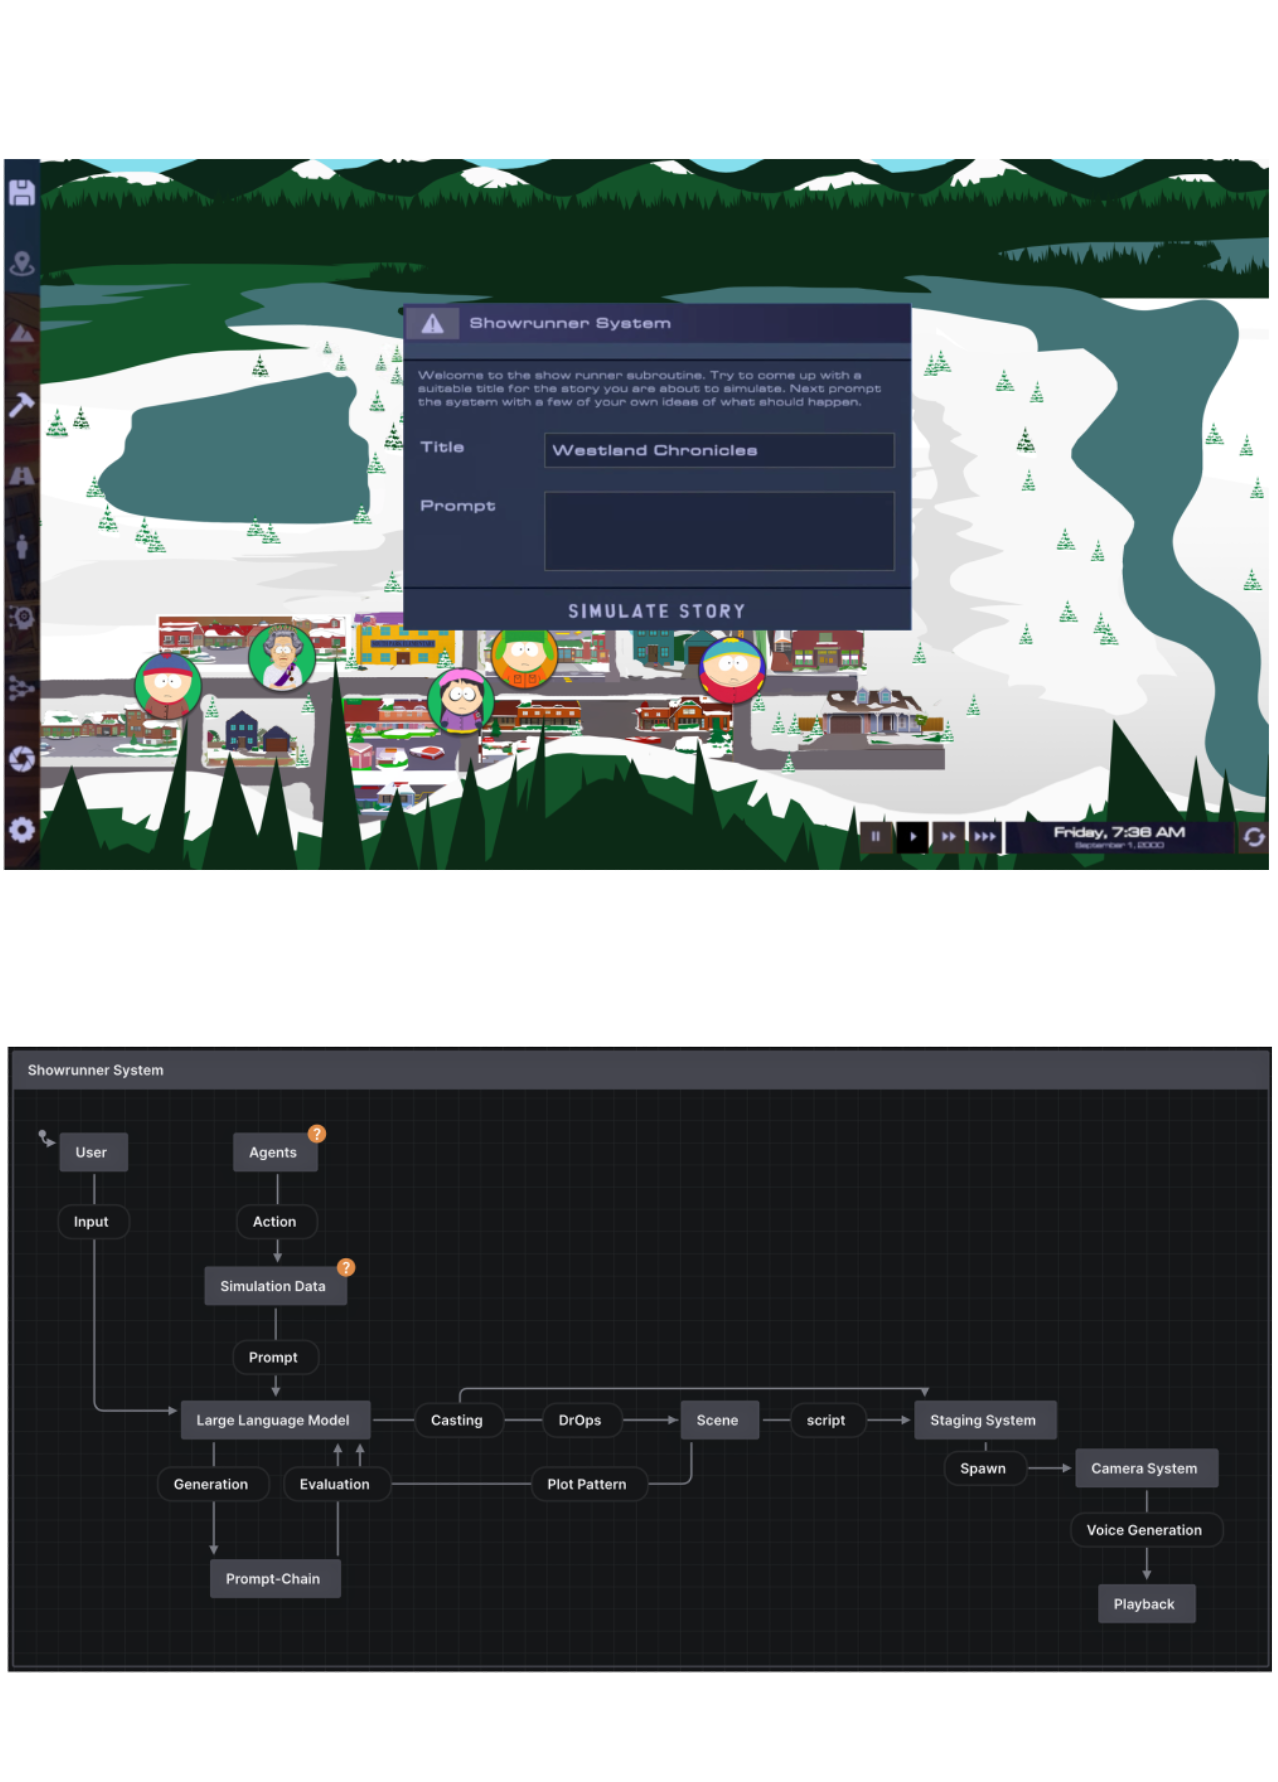 Showrunner System
Welcome to the show runner subroutine. Try to come up with a
suitable title for the story you are about to simulate. Next prompt
the system with a few of your own ideas of what should happen.
Title
Westland Chronicles
Prompt
SIMULATE STORY
Friday, 7:36 AM
September 1, 2000
Showrunner System
User
Agents
?
Input
Action
Simulation Data
?
Prompt
Large Language Model
Casting
DrOps
Scene
script
Staging System
Generation
Evaluation
Plot Pattern
Spawn
Camera System
Voice Generation
Prompt-Chain
Playback